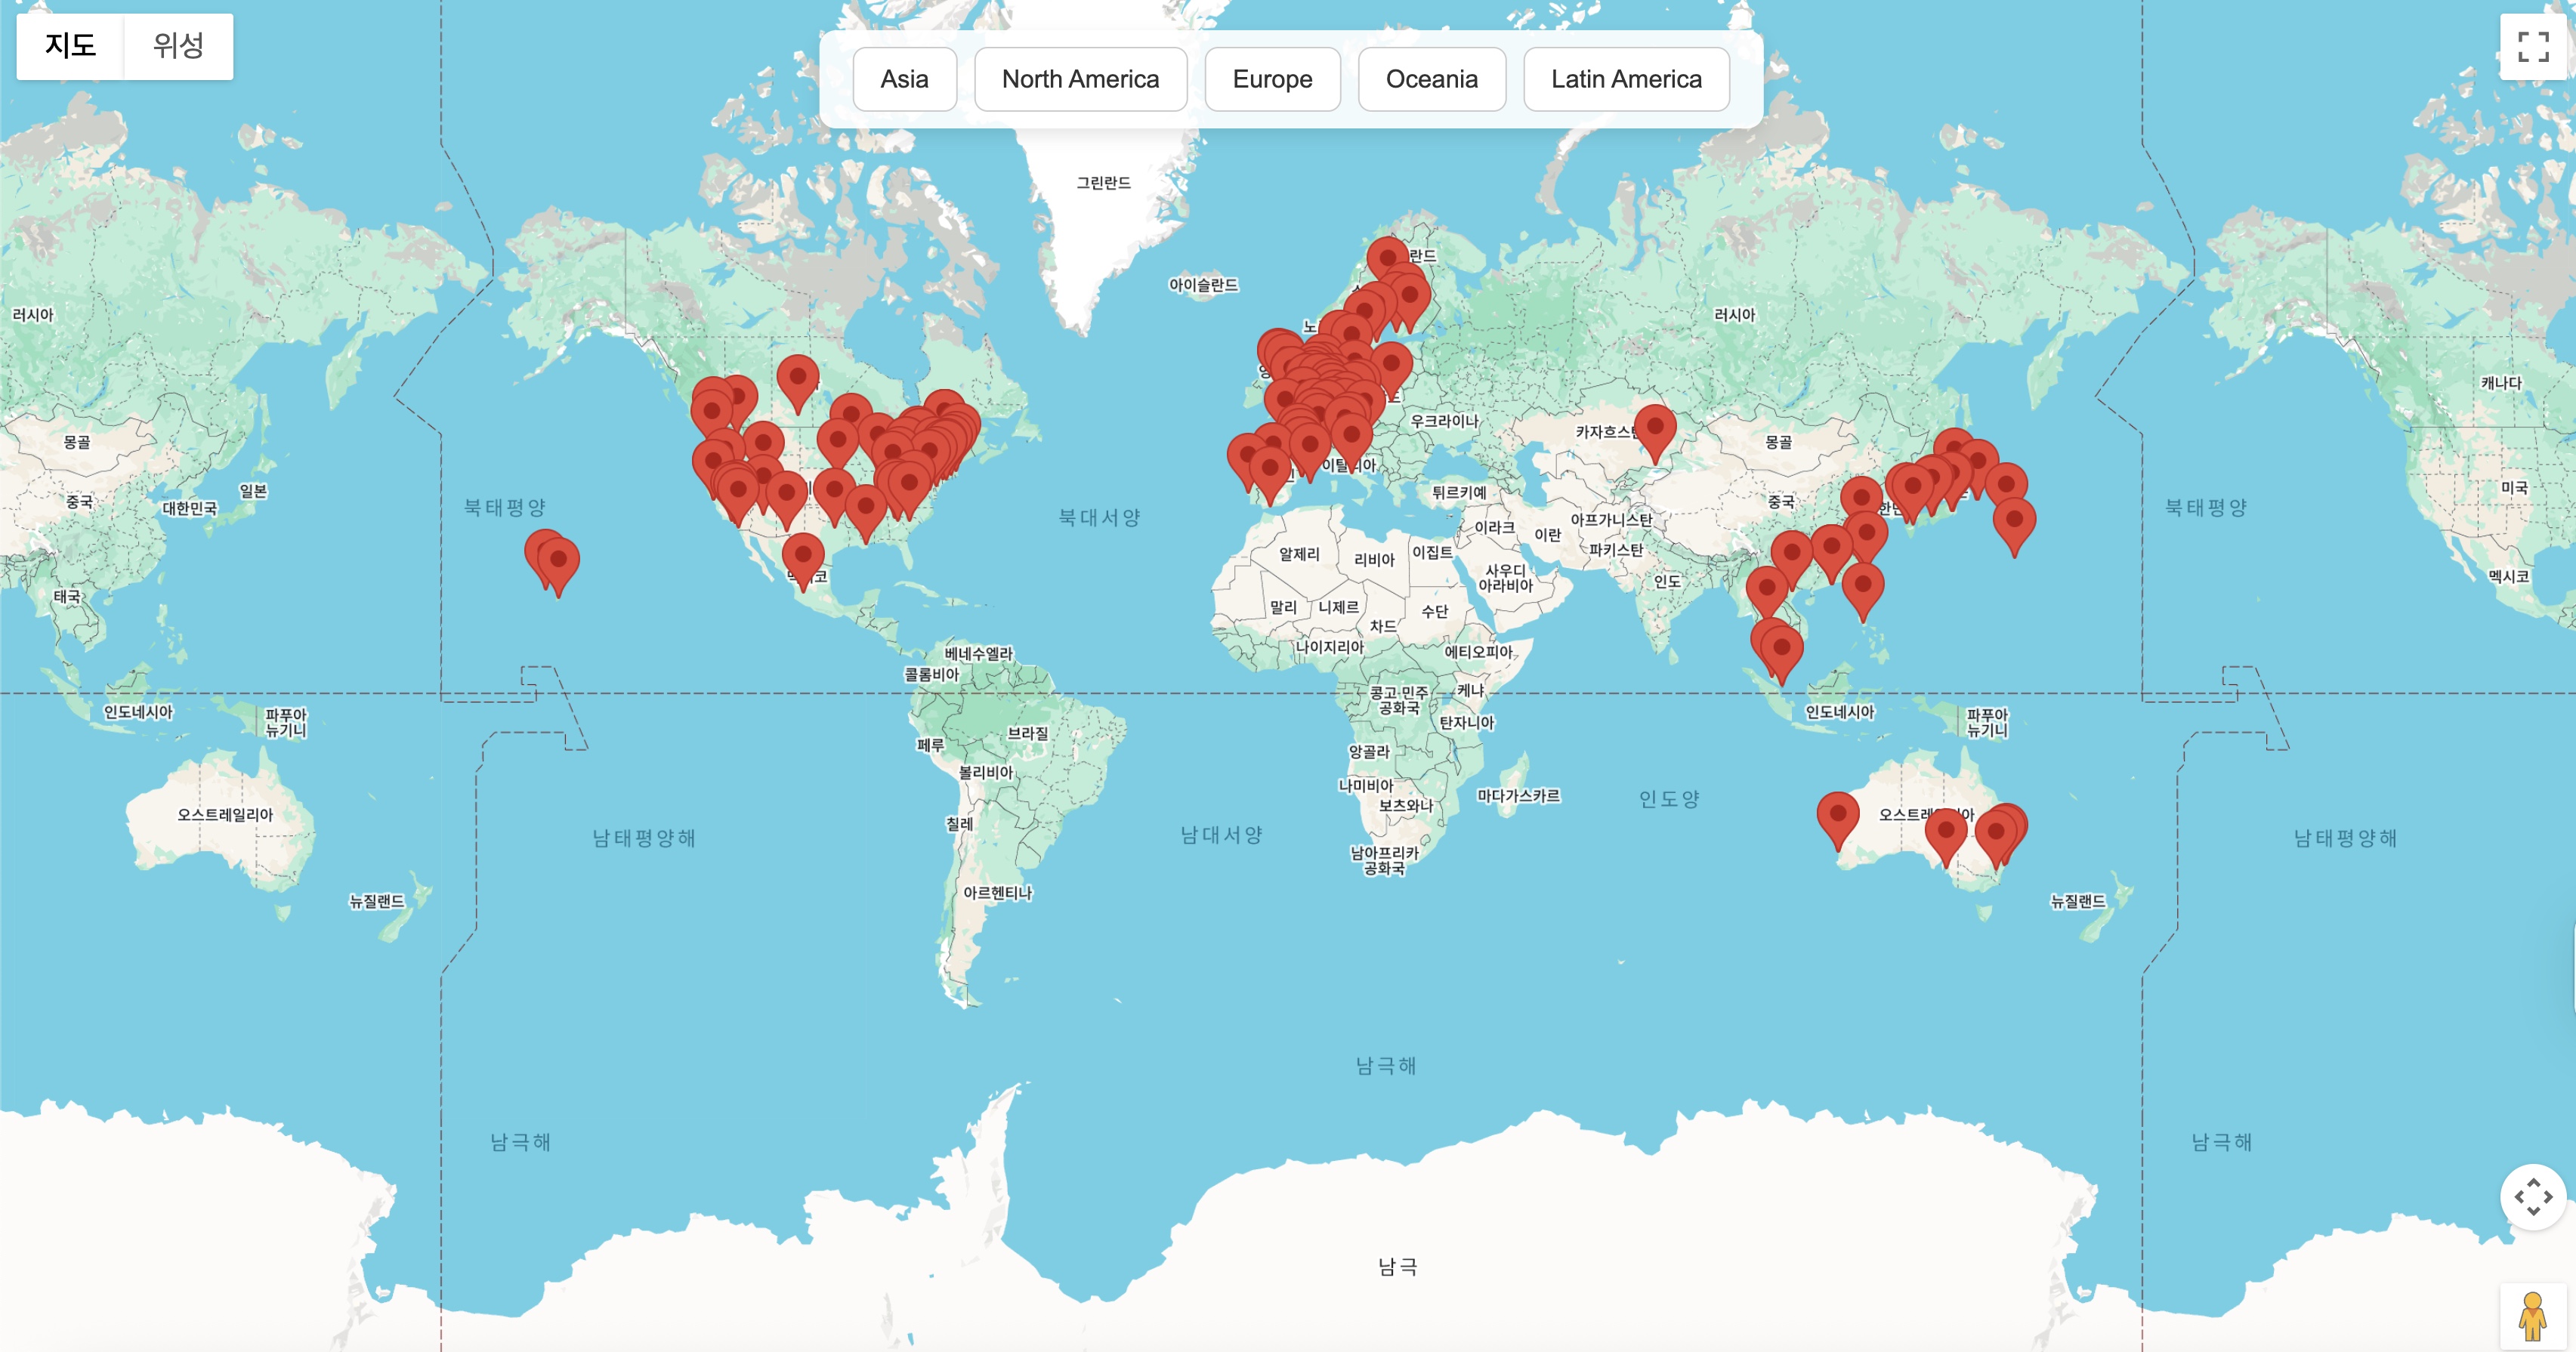 지도
위성
Asia
North America
Europe
Oceania
Latin America
그린란드
아이슬란드
러시아
러시아
캐나다
몽골
우크라이나
몽골
중국
일본
대한민국
북태평양
북대서양
이탈리아
튀르키예
이라크
이란
아프가니스탄
파키스탄
중국
북태평양
미국
태국
알제리
리비아
이집트
사우디
아라비아
인도
멕시코
말리
니제르
수단
차드
베네수엘라
나이지리아
에티오피아
콜롬비아
콩고 민주
공화국
케냐
인도네시아
파푸아
뉴기니
탄자니아
인도네시아
파푸아
뉴기니
브라질
페루
앙골라
볼리비아
나미비아
보츠와나
마다가스카르
인도양
오스트레일리아
칠레
남태평양해
남대서양
남태평양해
남아프리카
공화국
아르헨티나
뉴질랜드
뉴질랜드
남극해
남극해
남극해
남극